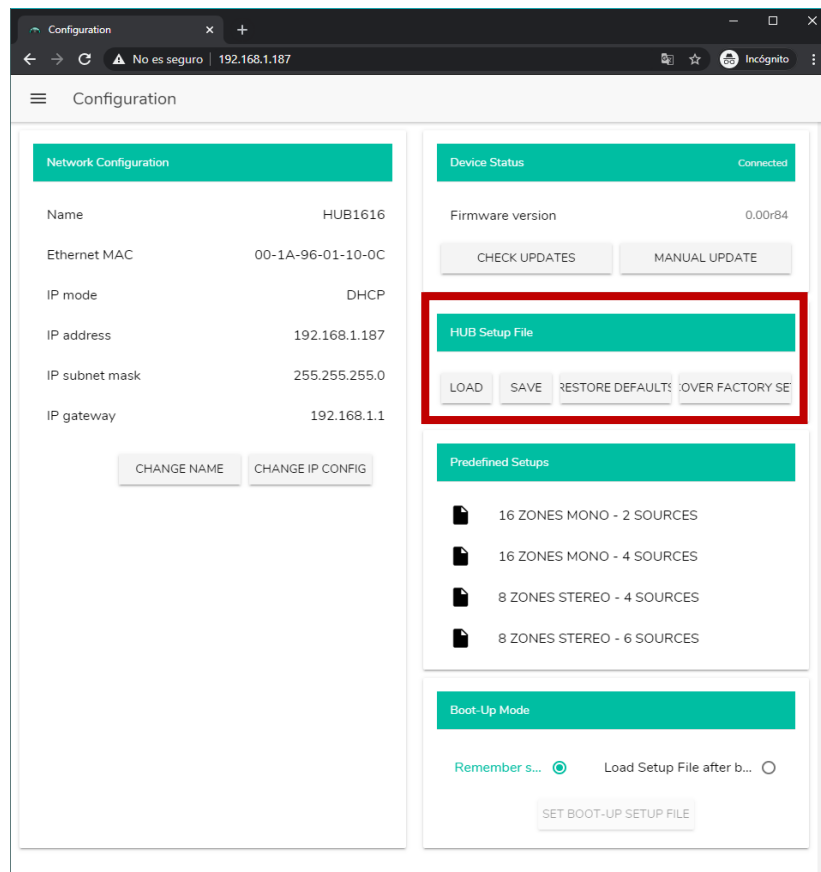 Configuration
No es seguro | 192.168.1.187
Incógnito
Configuration
Network Configuration
Name HUB1616
Ethernet MAC 00-1A-96-01-10-0C
IP mode DHCP
IP address 192.168.1.187
IP subnet mask 255.255.255.0
IP gateway 192.168.1.1
CHANGE NAME CHANGE IP CONFIG
Device Status Connected
Firmware version 0.00r84
CHECK UPDATES MANUAL UPDATE
HUB Setup File
LOAD SAVE RESTORE DEFAULTS COVER FACTORY SET
Predefined Setups
16 ZONES MONO - 2 SOURCES
16 ZONES MONO - 4 SOURCES
8 ZONES STEREO - 4 SOURCES
8 ZONES STEREO - 6 SOURCES
Boot-Up Mode
Remember s... Load Setup File after b...
SET BOOT-UP SETUP FILE